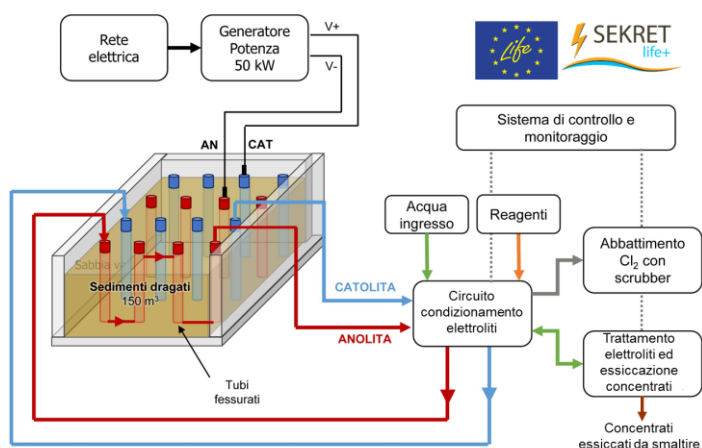 Rete
elettrica
Generatore
Potenza
50 kW
V+
V-
Life
SEKRET
life+
Sistema di controllo e
monitoraggio
AN
CAT
Acqua
ingresso
Reagenti
Abbattimento
Cl2 con
scrubber
Sabbia
Sedimenti dragati
150 m3
CATOLITA
ANOLITA
Circuito
condizionamento
elettroliti
Trattamento
elettroliti ed
essiccazione
concentrati
Tubi
fessurati
Concentrati
essiccati da smaltire